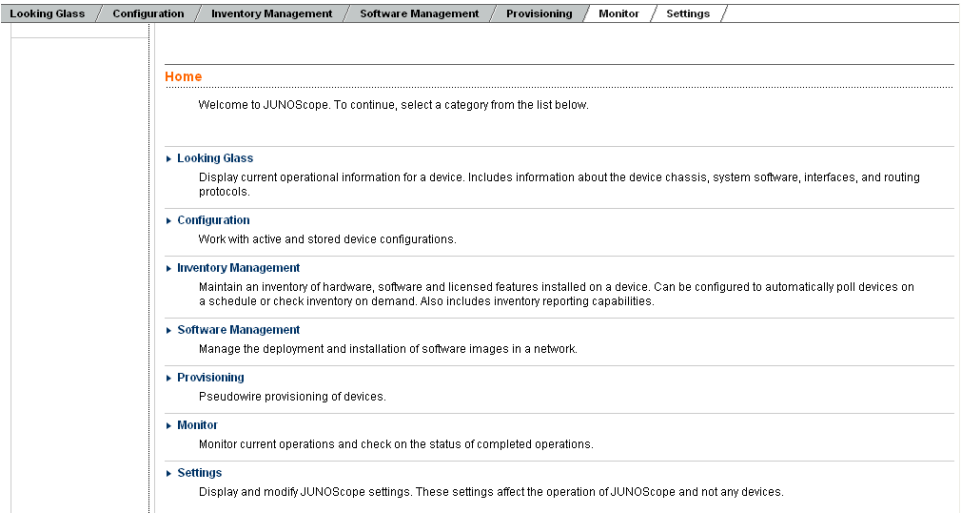 Looking Glass Configuration Inventory Management Software Management Provisioning Monitor Settings
Home
Welcome to JUNOScope. To continue, select a category from the list below.
Looking Glass
Display current operational information for a device. Includes information about the device chassis, system software, interfaces, and routing
protocols.
Configuration
Work with active and stored device configurations.
Inventory Management
Maintain an inventory of hardware, software and licensed features installed on a device. Can be configured to automatically poll devices on
a schedule or check inventory on demand. Also includes inventory reporting capabilities.
Software Management
Manage the deployment and installation of software images in a network.
Provisioning
Pseudowire provisioning of devices.
Monitor
Monitor current operations and check on the status of completed operations.
Settings
Display and modify JUNOScope settings. These settings affect the operation of JUNOScope and not any devices.